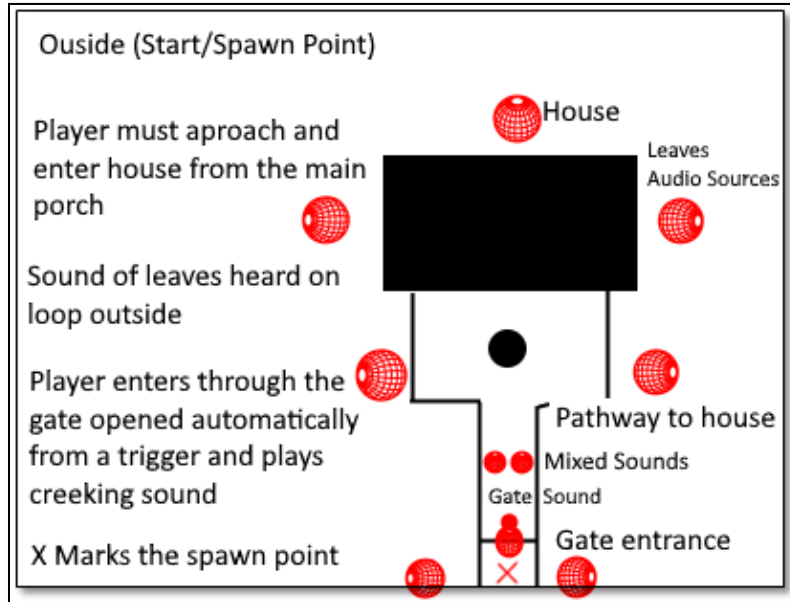 Ouside (Start/Spawn Point)
House
Player must aproach and
enter house from the main
porch
Leaves
Audio Sources
Sound of leaves heard on
loop outside
Player enters through the
gate opened automatically
from a trigger and plays
creeking sound
Pathway to house
Mixed Sounds
Gate Sound
Gate entrance
X Marks the spawn point
X